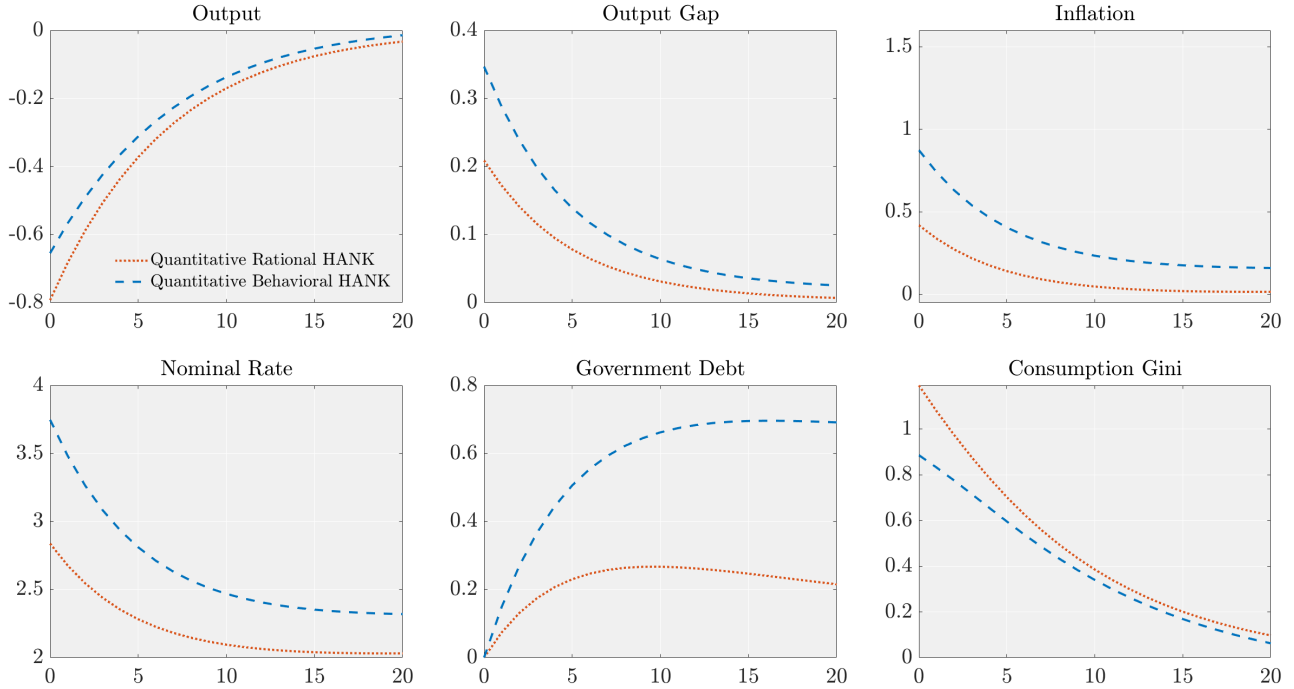 Output
0
-0.2
-0.4
-0.6
-0.8
0 5 10 15 20
Quantitative Rational HANK
Quantitative Behavioral HANK
Output Gap
0.4
0.3
0.2
0.1
0
0 5 10 15 20
Inflation
1.5
1
0.5
0
0 5 10 15 20
Nominal Rate
4
3.5
3
2.5
2
0 5 10 15 20
Government Debt
0.8
0.6
0.4
0.2
0
0 5 10 15 20
Consumption Gini
1
0.8
0.6
0.4
0.2
0
0 5 10 15 20